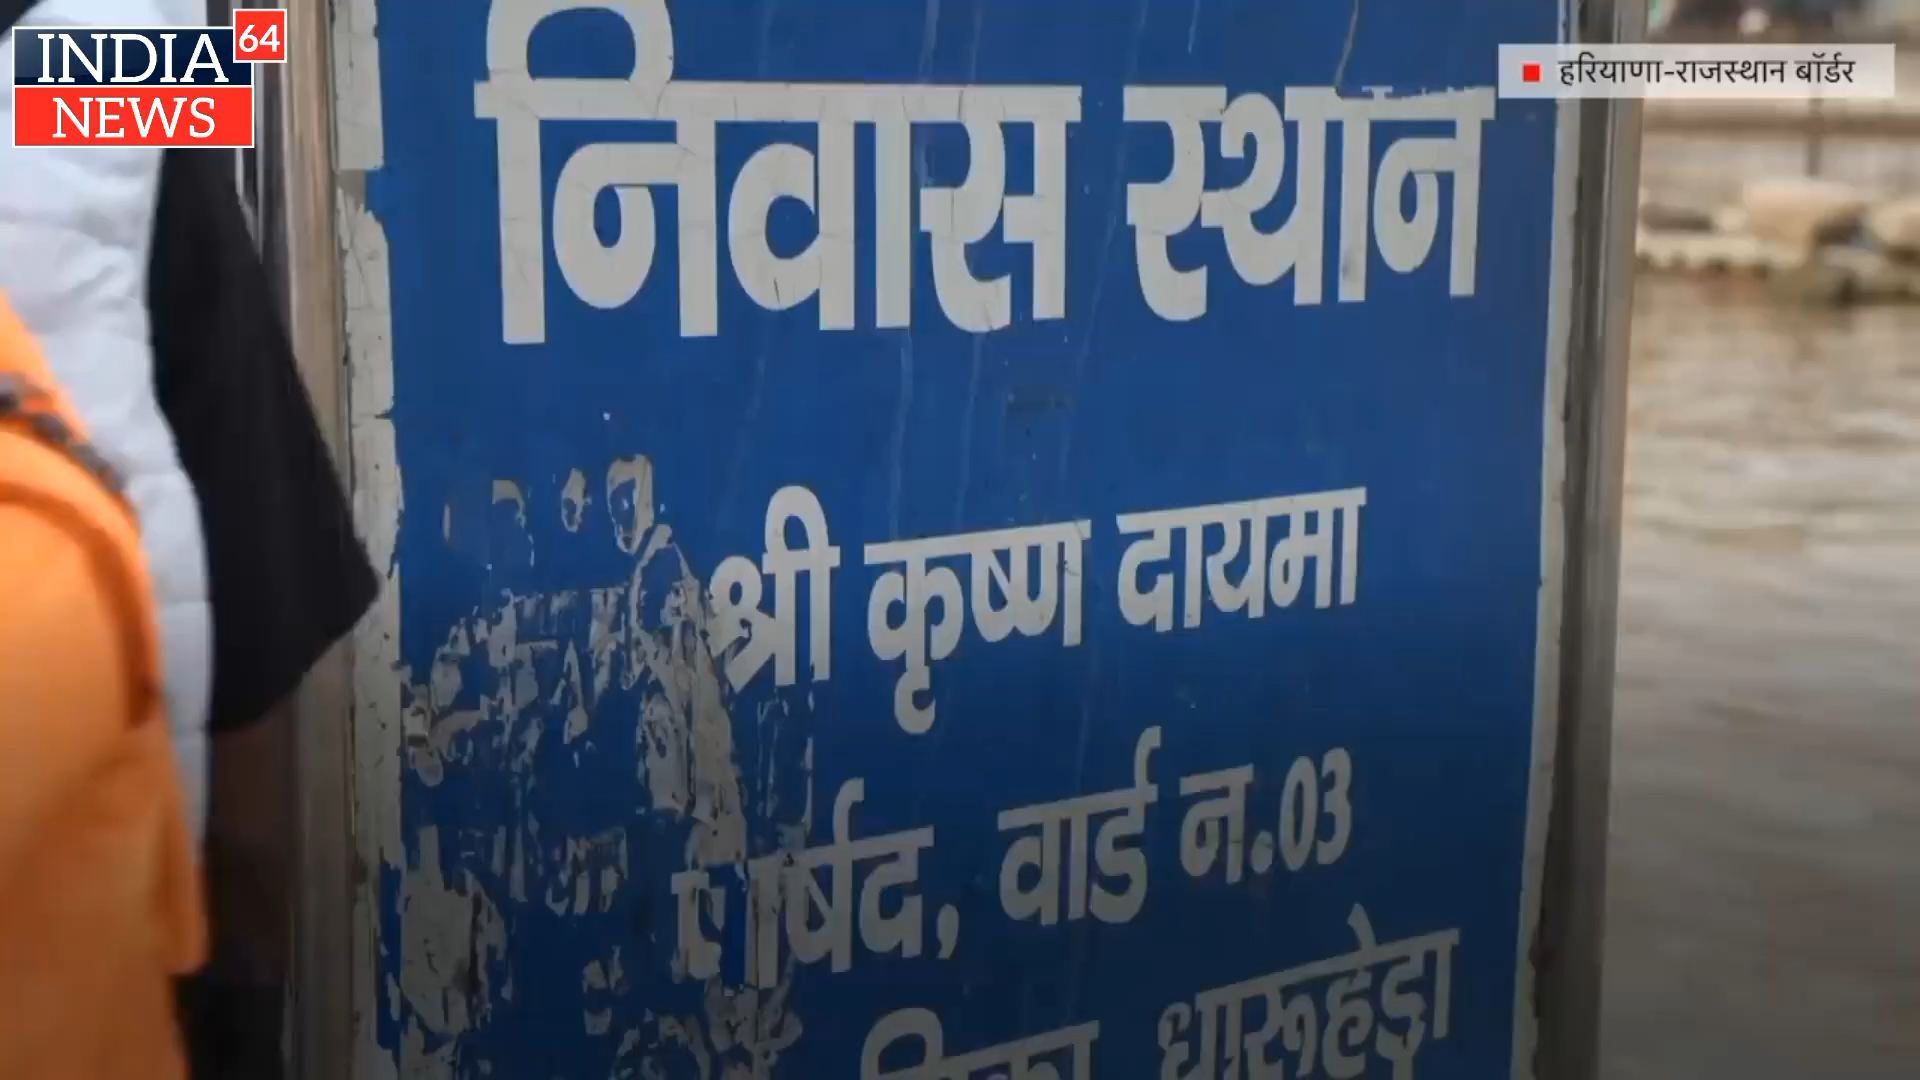 INDIA 64
NEWS
हरियाणा-राजस्थान बॉर्डर
निवास स्थान
श्री कृष्ण दायमा
पार्षद, वार्ड न.03
धारूहेड़ा